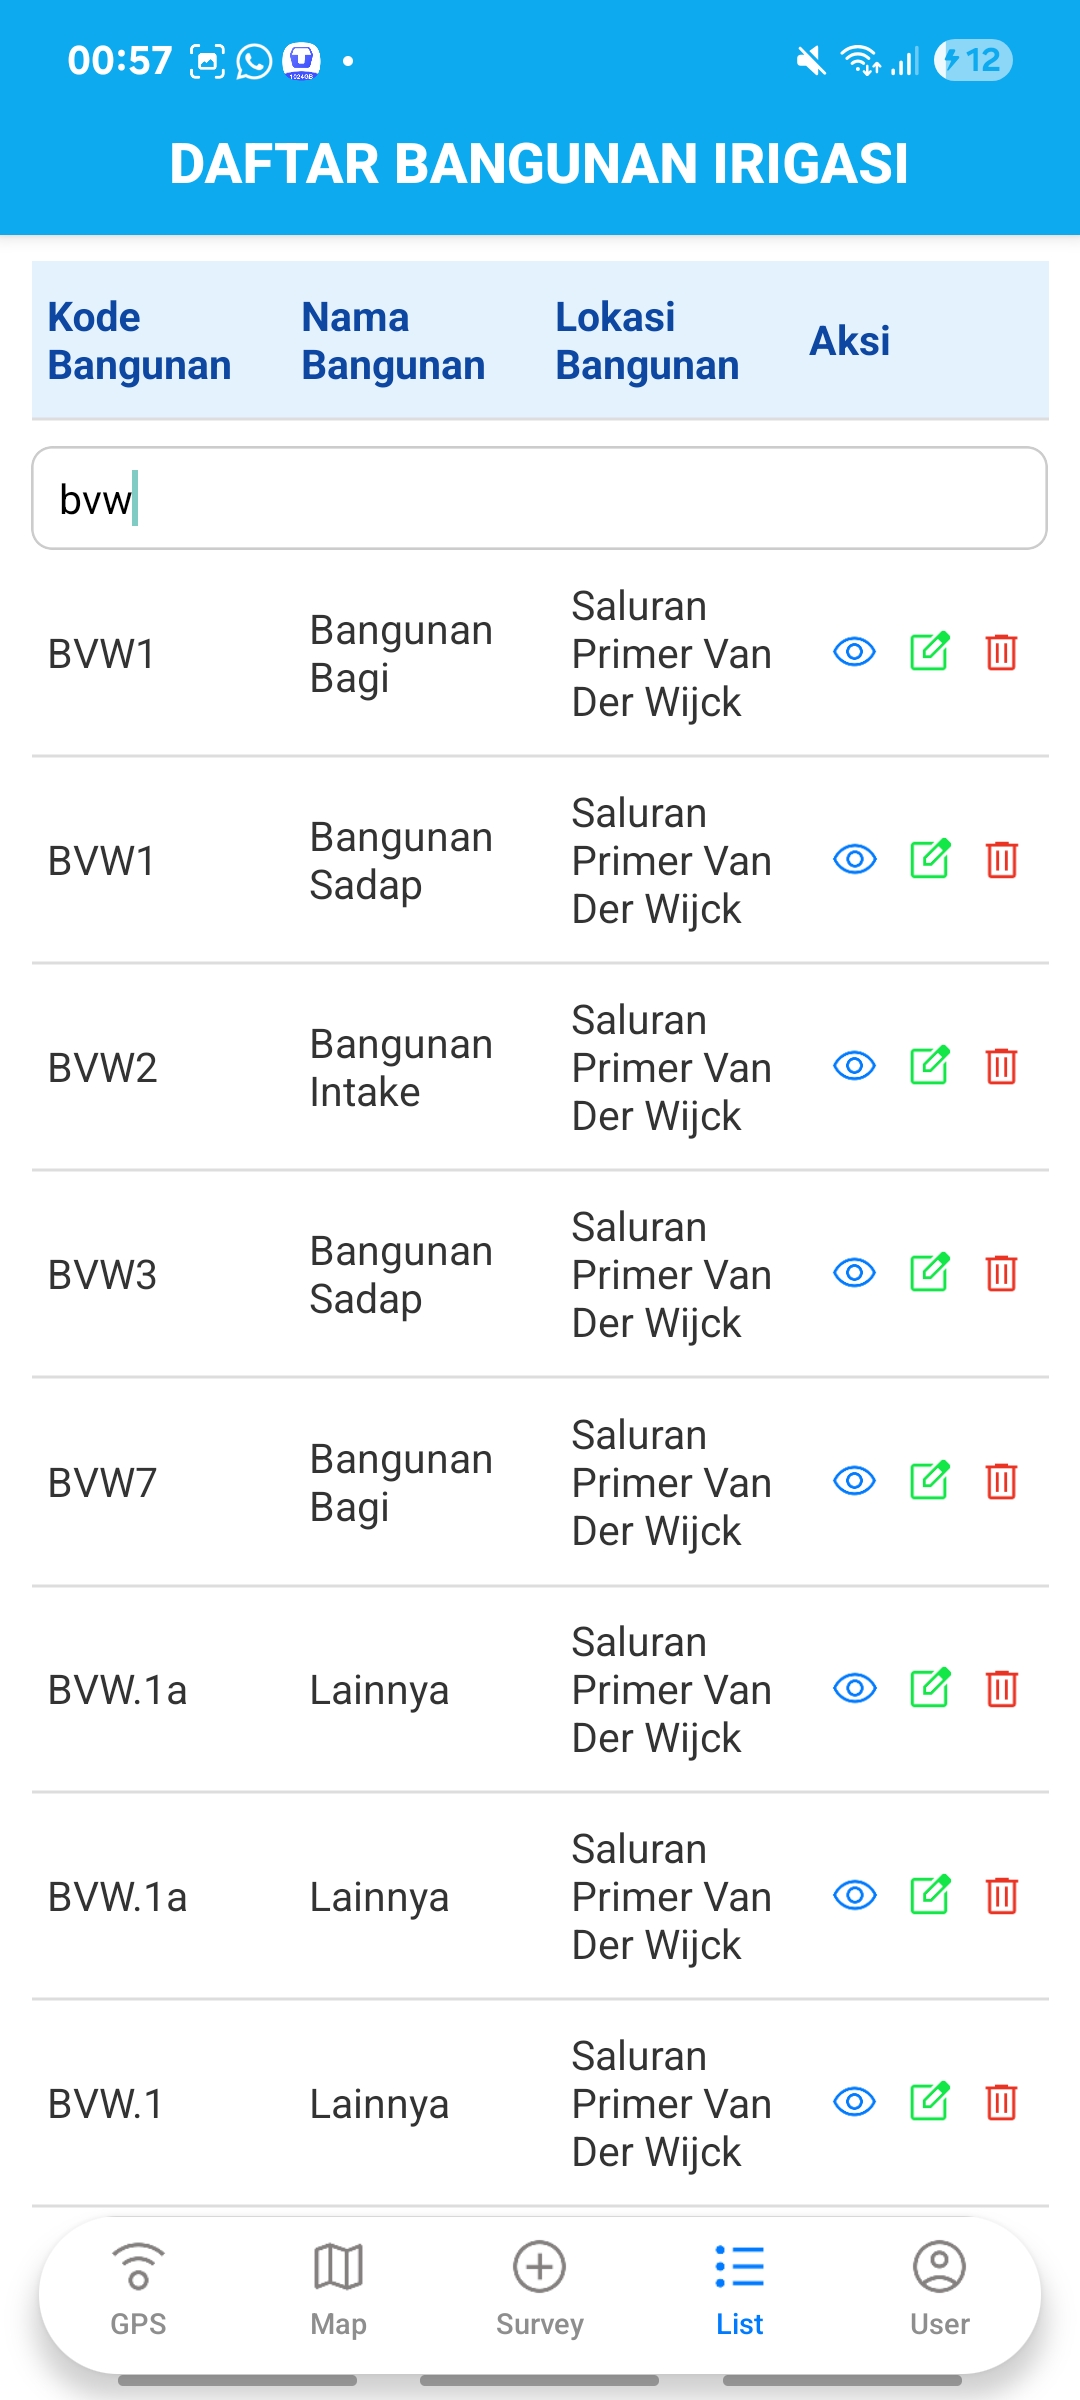 00:57
12
DAFTAR BANGUNAN IRIGASI
Kode
Bangunan
Nama
Bangunan
Lokasi
Bangunan
Aksi
bvw
BVW1
Bangunan
Bagi
Saluran
Primer Van
Der Wijck
BVW1
Bangunan
Sadap
Saluran
Primer Van
Der Wijck
BVW2
Bangunan
Intake
Saluran
Primer Van
Der Wijck
BVW3
Bangunan
Sadap
Saluran
Primer Van
Der Wijck
BVW7
Bangunan
Bagi
Saluran
Primer Van
Der Wijck
BVW.1a
Lainnya
Saluran
Primer Van
Der Wijck
BVW.1a
Lainnya
Saluran
Primer Van
Der Wijck
BVW.1
Lainnya
Saluran
Primer Van
Der Wijck
GPS
Map
Survey
List
User